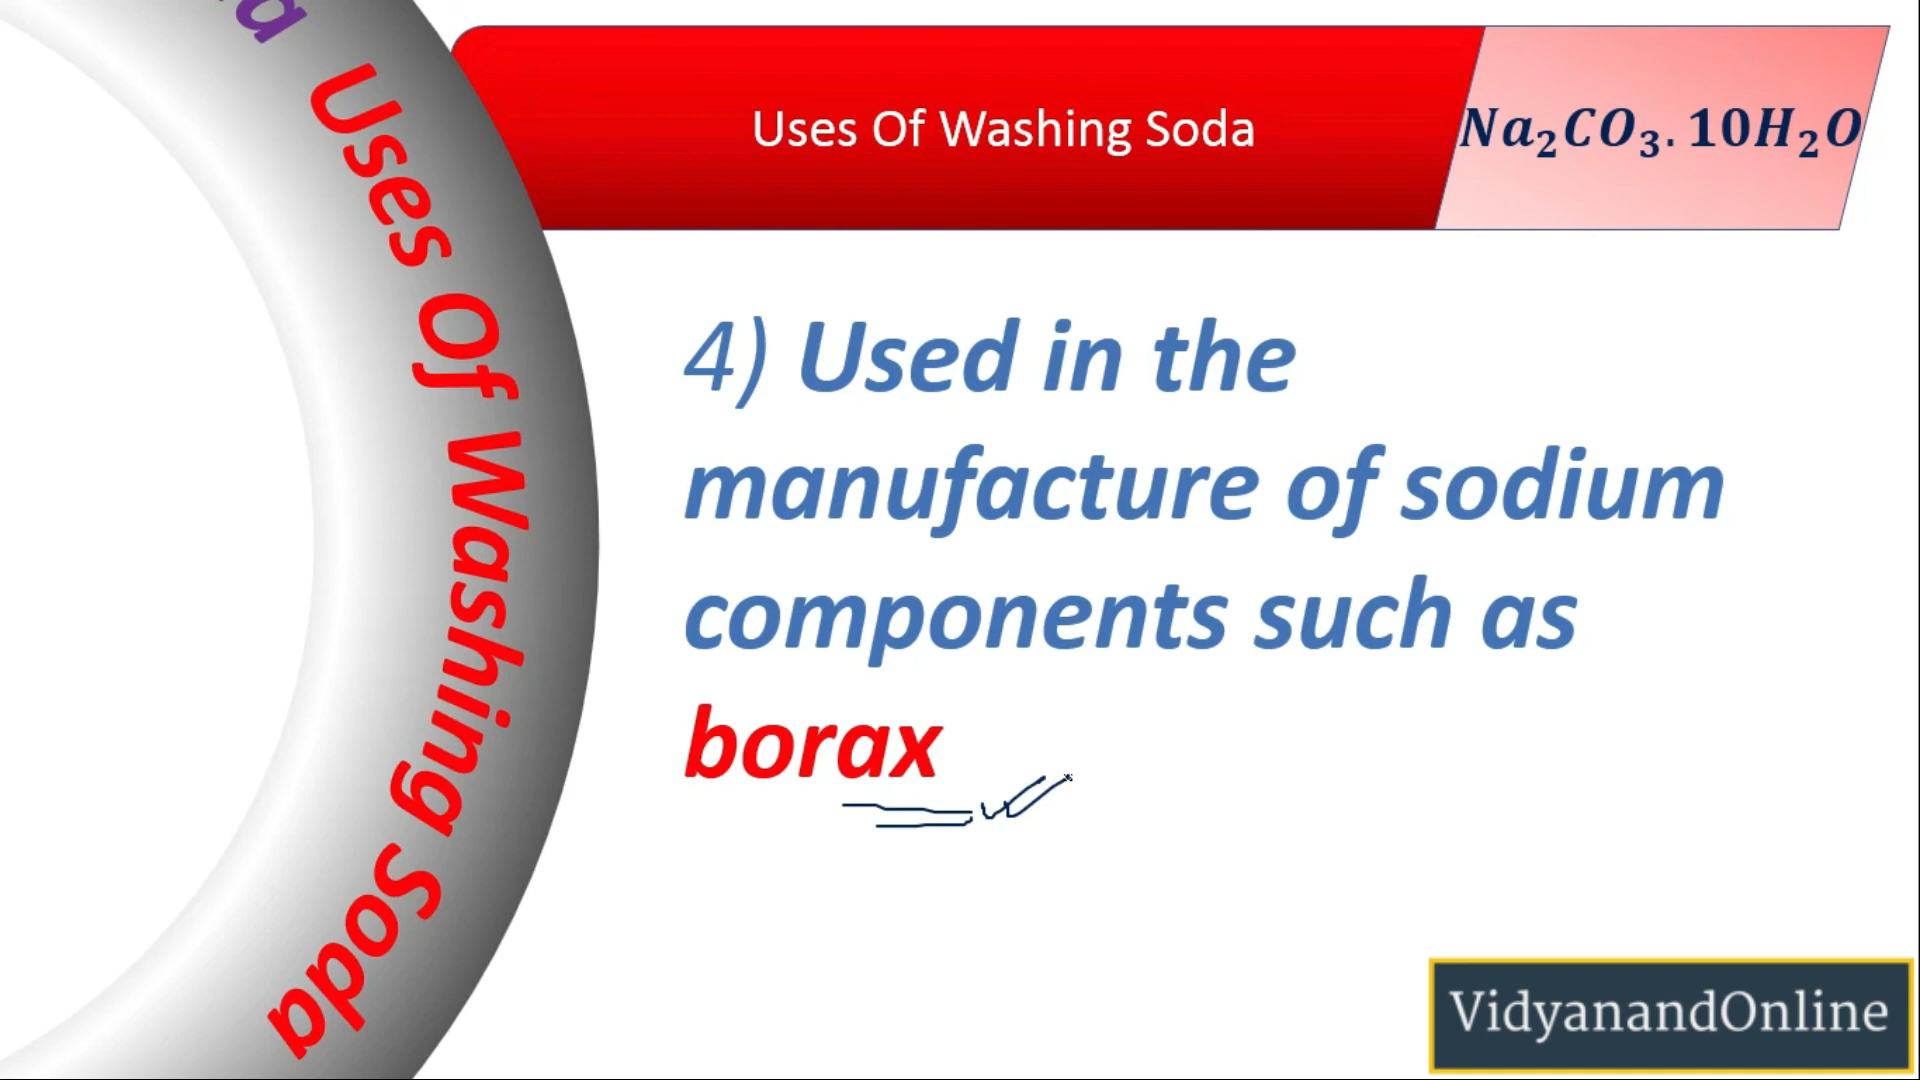 Uses Of Washing Soda
Uses Of Washing Soda
Na₂CO₃. 10H₂O
4) Used in the
manufacture of sodium
components such as
borax
VidyanandOnline